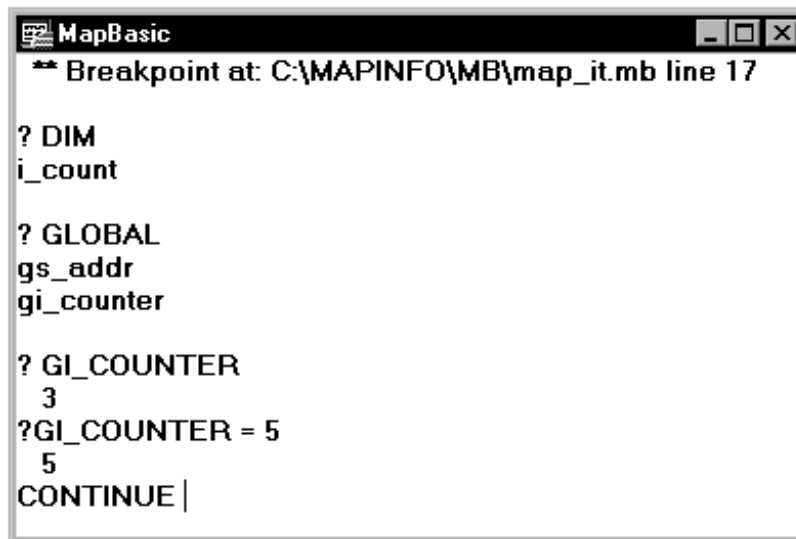 MapBasic
** Breakpoint at: C:\MAPINFO\MB\map_it.mb line 17
? DIM
i_count
? GLOBAL
gs_addr
gi_counter
? GI_COUNTER
3
?GI_COUNTER = 5
5
CONTINUE